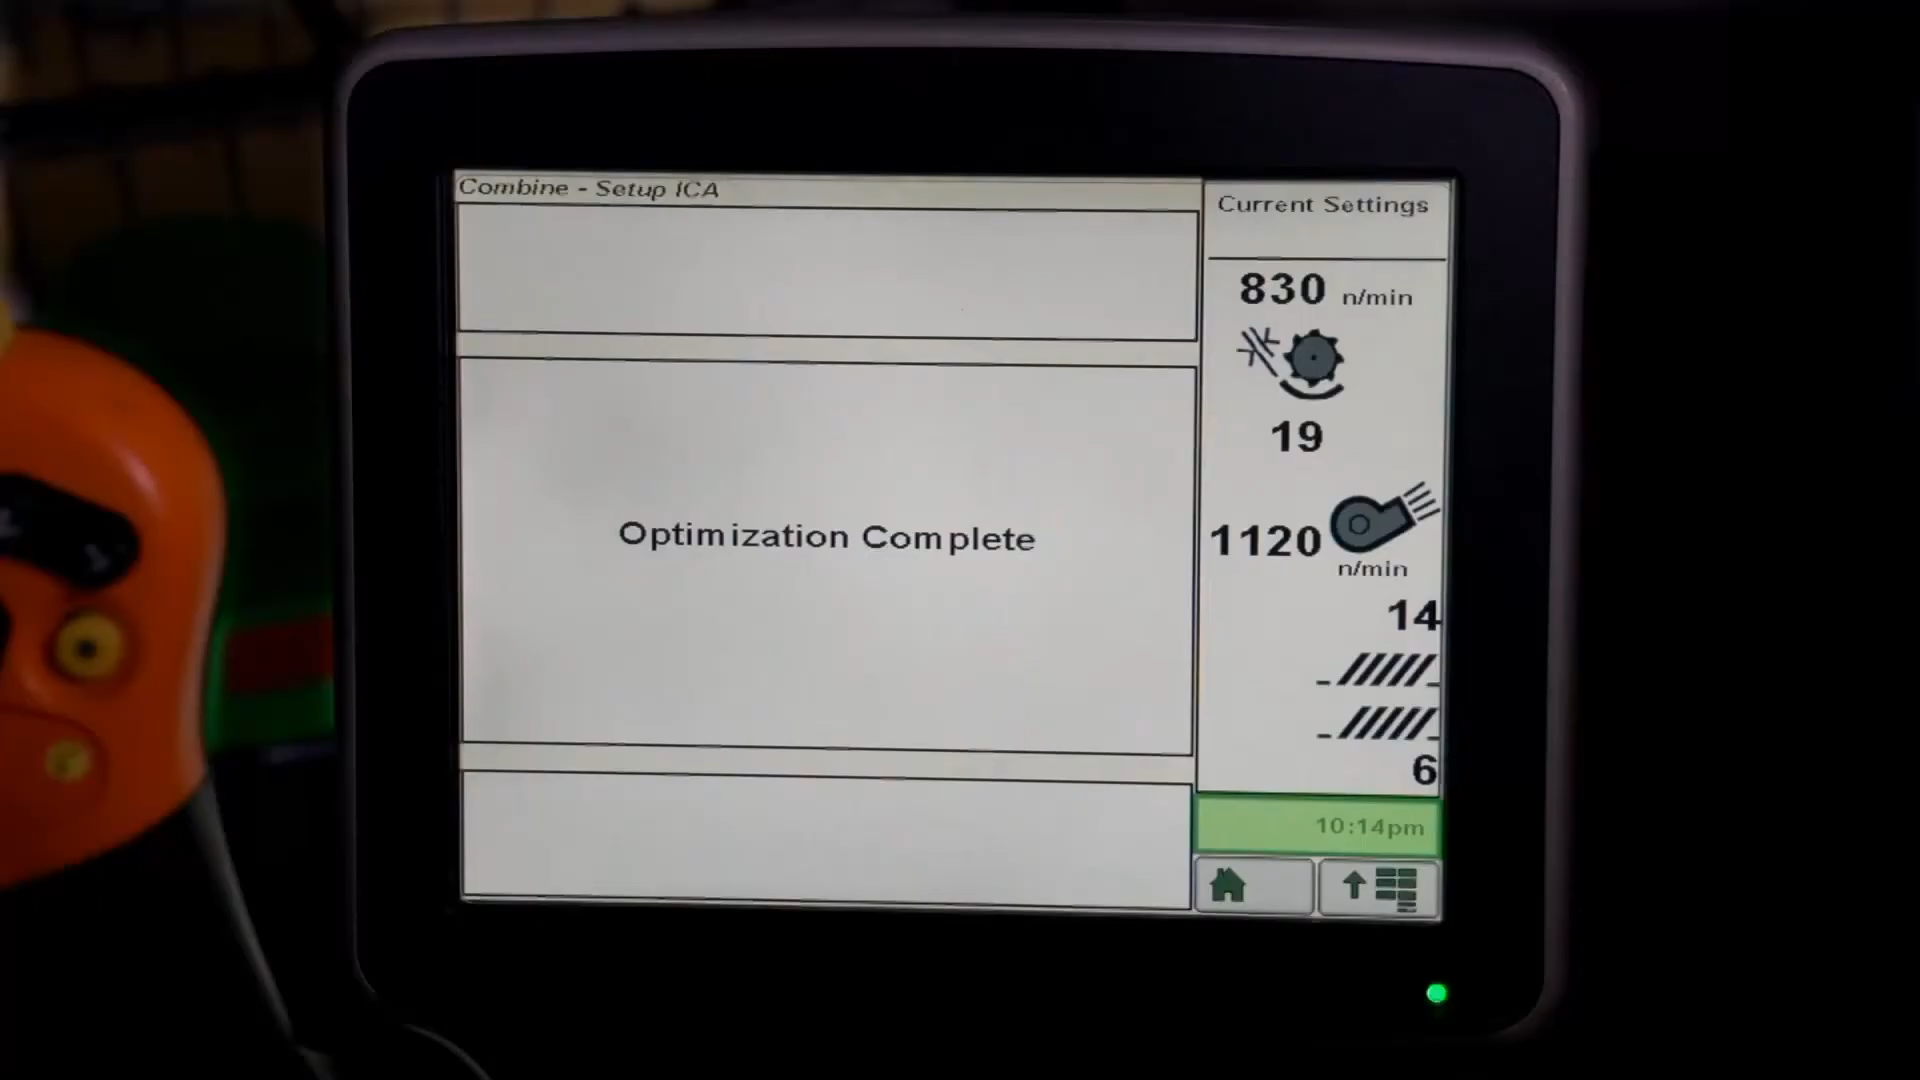 Combine - Setup ICA
Optimization Complete
Current Settings
830 n/min
19
1120
n/min
14
6
10:14pm